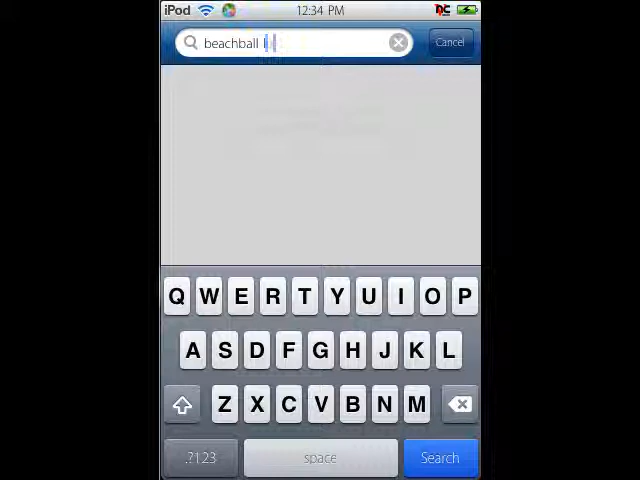 iPod 12:34 PM
beachball Cancel
Q W E R T Y U I O P
A S D F G H J K L
Z X C V B N M
.?123 space Search